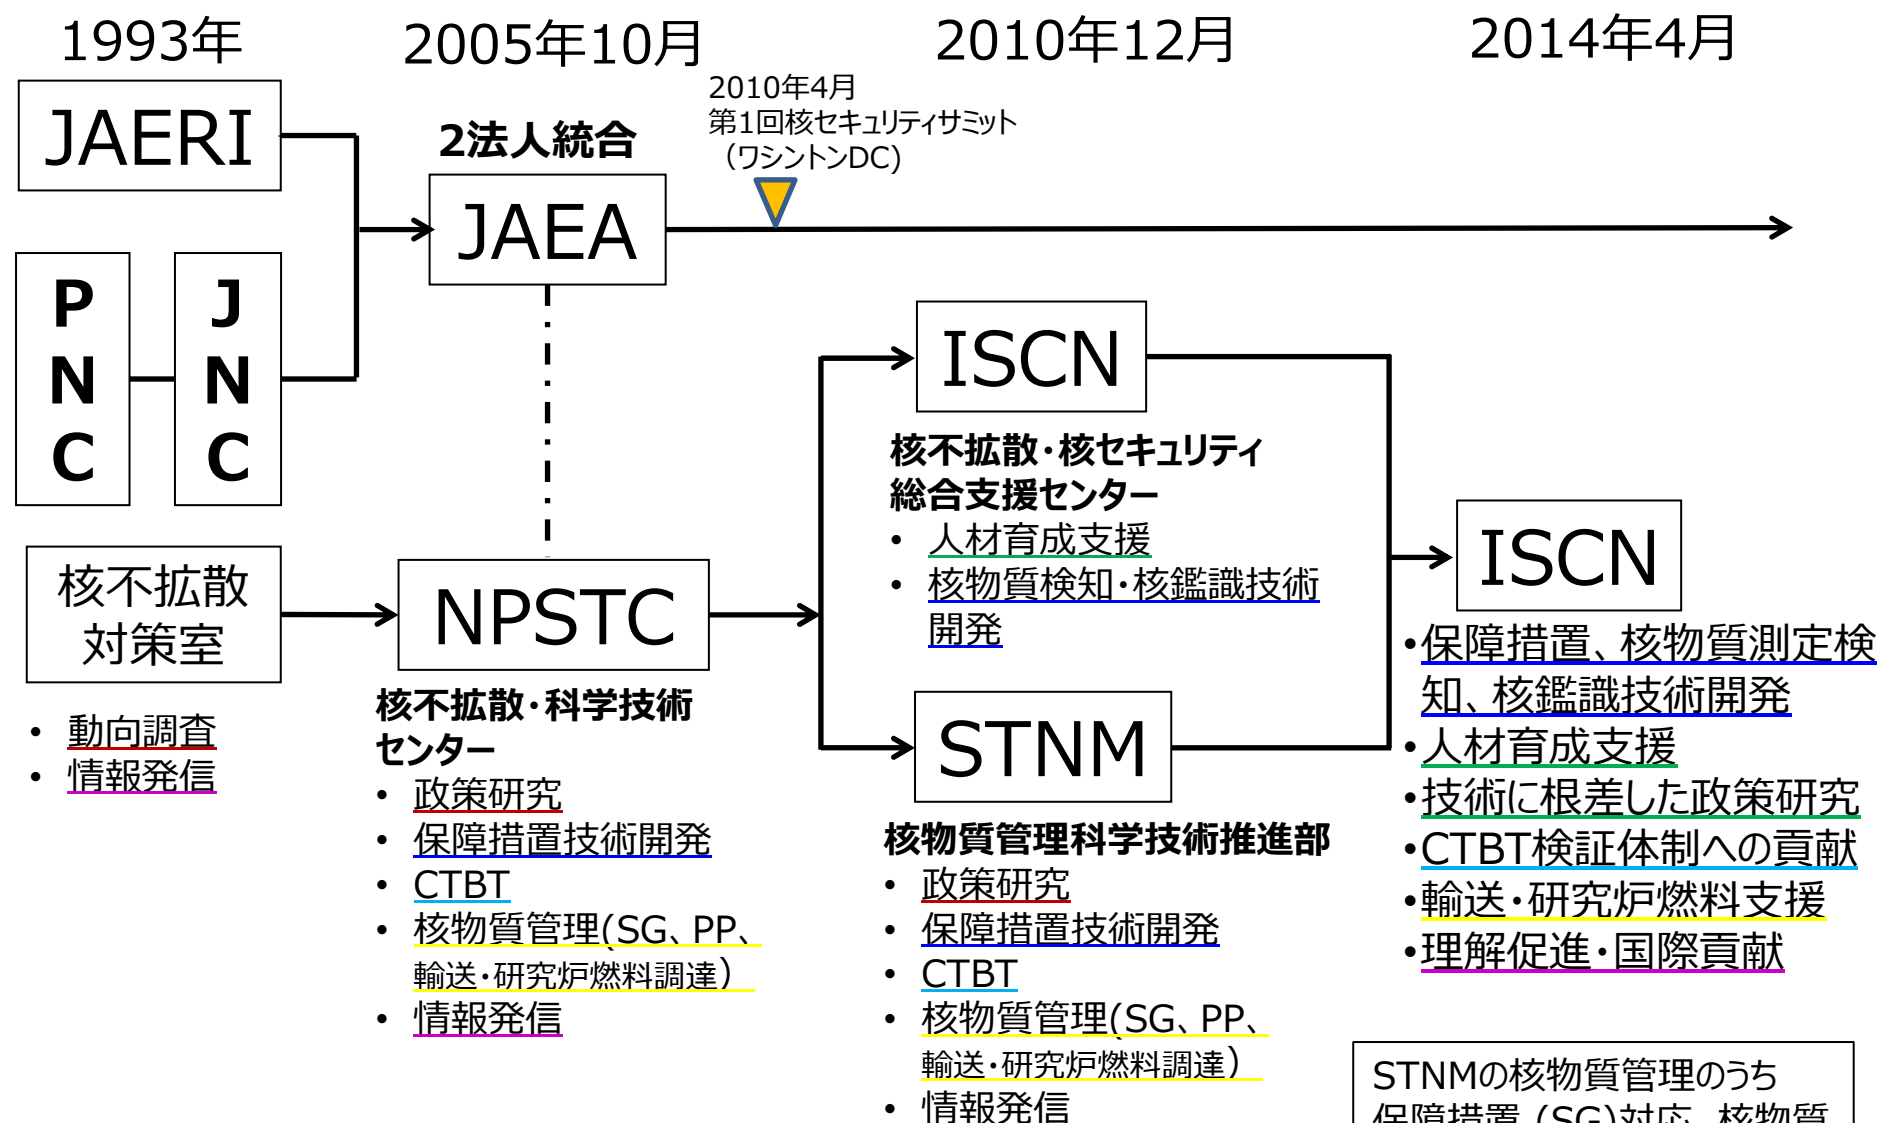 1993年
2005年10月
2010年12月
2014年4月
2010年4月
第1回核セキュリティサミット
（ワシントンDC)
JAERI
2法人統合
JAEA
P
N
C
J
N
C
核不拡散
対策室
• 動向調査
• 情報発信
NPSTC
核不拡散・科学技術
センター
• 政策研究
• 保障措置技術開発
• CTBT
• 核物質管理(SG、PP、
輸送・研究炉燃料調達）
• 情報発信
ISCN
核不拡散・核セキュリティ
総合支援センター
• 人材育成支援
• 核物質検知・核鑑識技術
開発
STNM
核物質管理科学技術推進部
• 政策研究
• 保障措置技術開発
• CTBT
• 核物質管理(SG、PP、
輸送・研究炉燃料調達）
• 情報発信
ISCN
•保障措置、核物質測定検
知、核鑑識技術開発
•人材育成支援
•技術に根差した政策研究
•CTBT検証体制への貢献
•輸送・研究炉燃料支援
•理解促進・国際貢献
STNMの核物質管理のうち
保障措置 (SG)対応、核物質